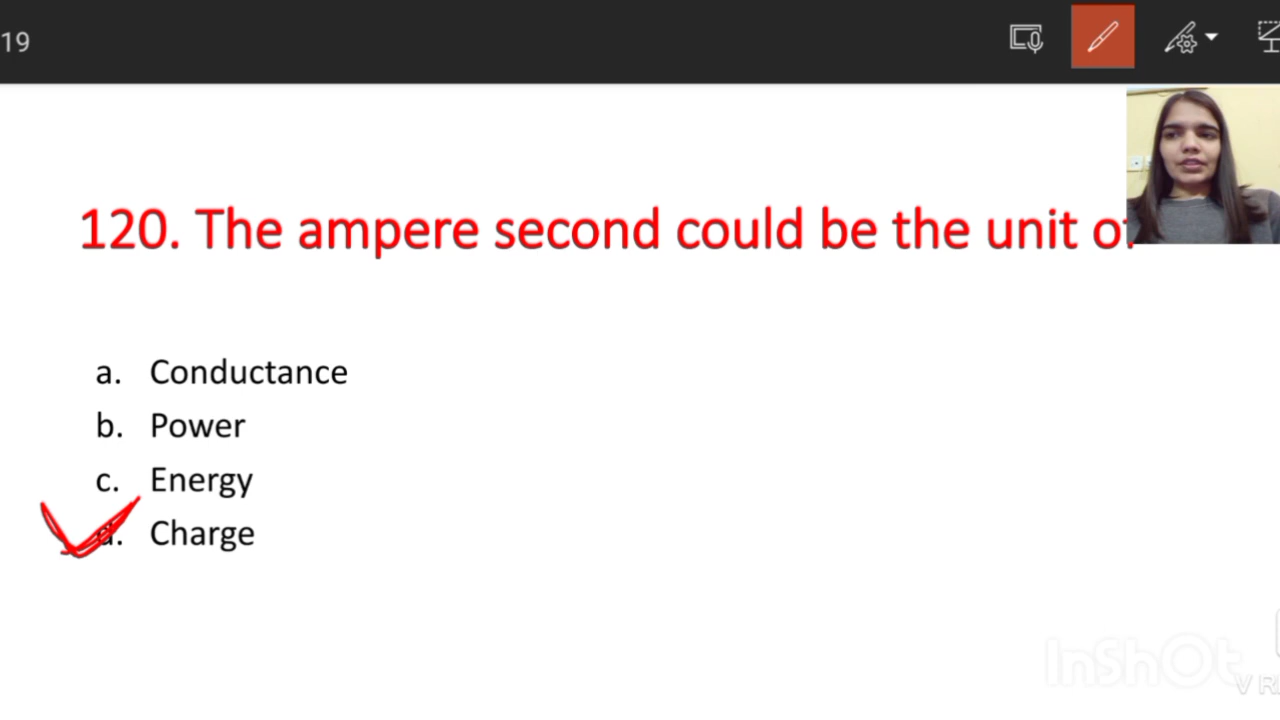 19
120. The ampere second could be the unit of
a. Conductance
b. Power
c. Energy
d. Charge
InShOt